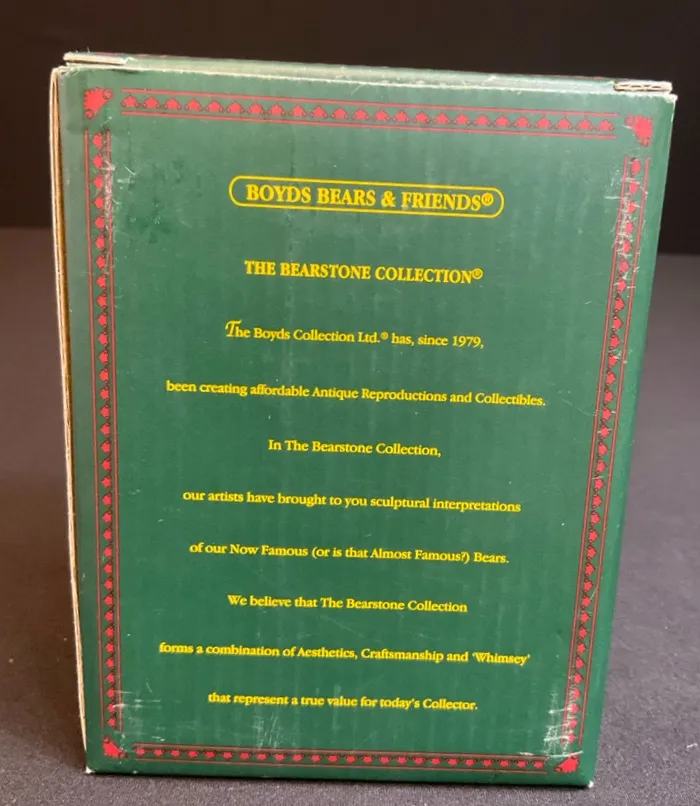 BOYDS BEARS & FRIENDS®
THE BEARSTONE COLLECTION®
The Boyds Collection Ltd.® has, since 1979,
been creating affordable Antique Reproductions and Collectibles.
In The Bearstone Collection,
our artists have brought to you sculptural interpretations
of our Now Famous (or is that Almost Famous?) Bears.
We believe that The Bearstone Collection
forms a combination of Aesthetics, Craftsmanship and 'Whimsey'
that represent a true value for today's Collector.